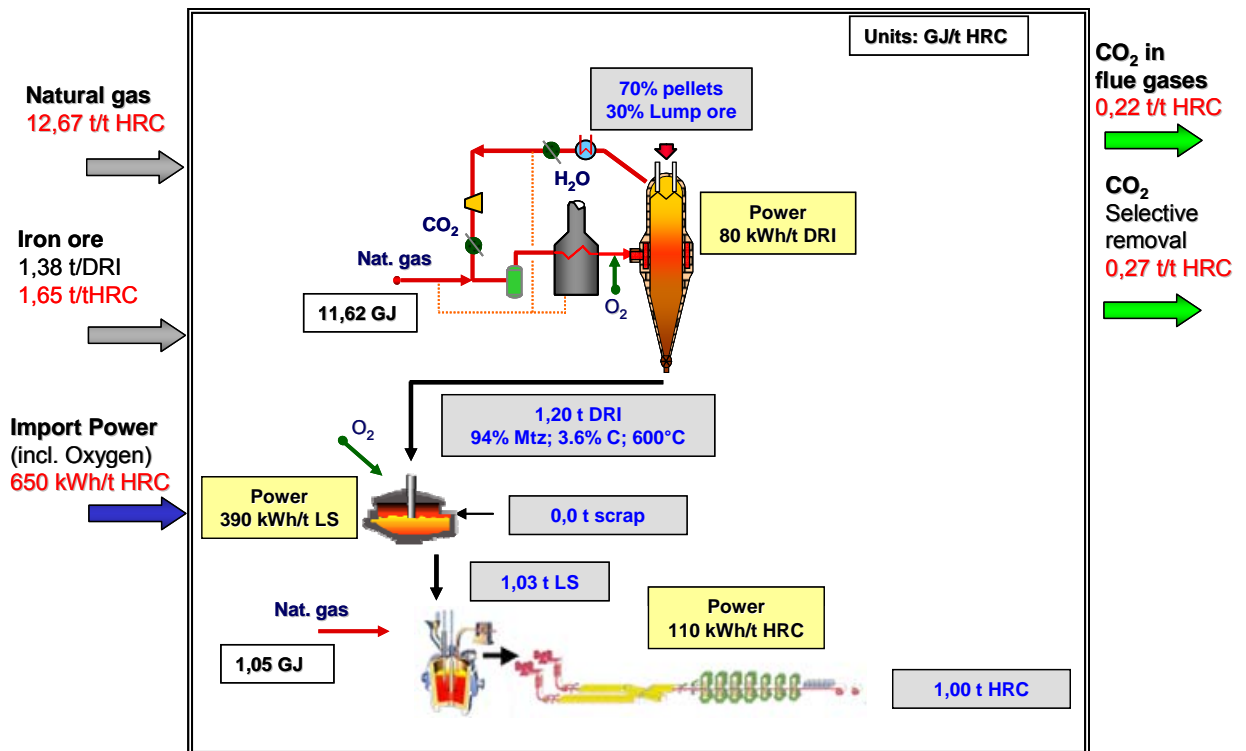 Units: GJ/t HRC
Natural gas
12,67 t/t HRC
Iron ore
1,38 t/DRI
1,65 t/tHRC
Import Power
(incl. Oxygen)
650 kWh/t HRC
70% pellets
30% Lump ore
H₂O
CO₂
Nat. gas
11,62 GJ
O₂
Power
80 kWh/t DRI
1,20 t DRI
94% Mtz; 3.6% C; 600°C
O₂
Power
390 kWh/t LS
0,0 t scrap
1,03 t LS
Nat. gas
1,05 GJ
Power
110 kWh/t HRC
1,00 t HRC
CO₂ in
flue gases
0,22 t/t HRC
CO₂
Selective
removal
0,27 t/t HRC